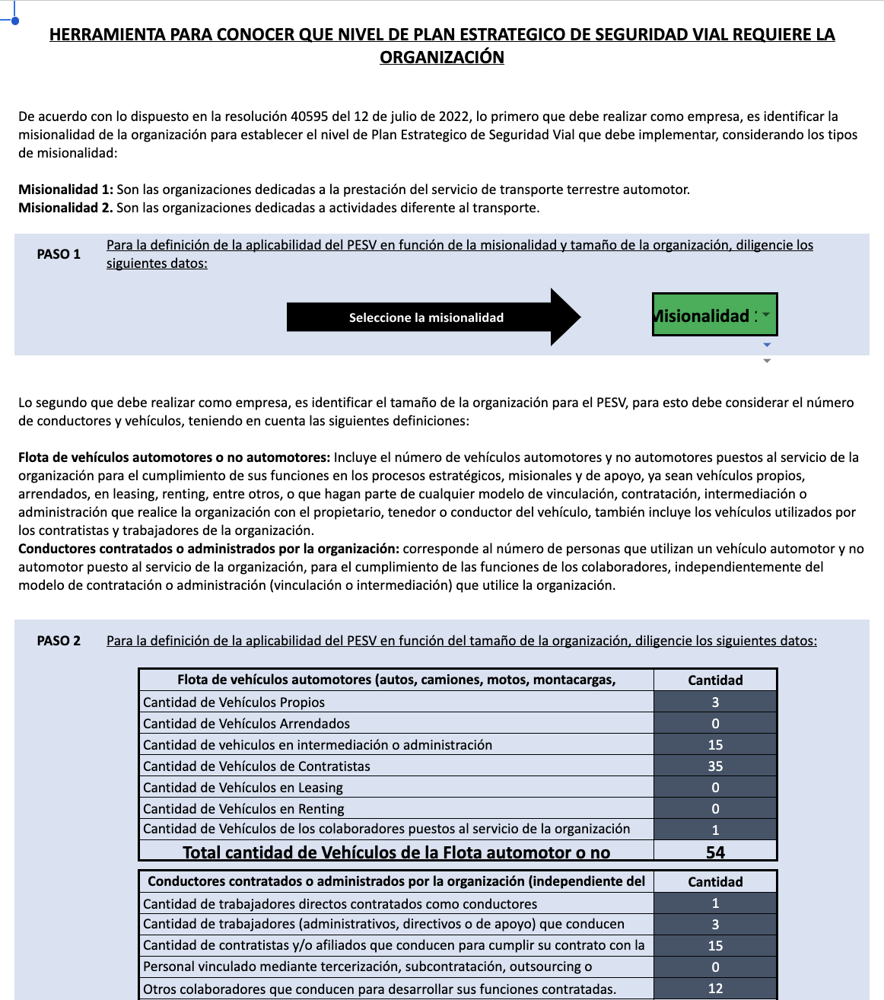 HERRAMIENTA PARA CONOCER QUE NIVEL DE PLAN ESTRATEGICO DE SEGURIDAD VIAL REQUIERE LA
ORGANIZACIÓN
De acuerdo con lo dispuesto en la resolución 40595 del 12 de julio de 2022, lo primero que debe realizar como empresa, es identificar la
misionalidad de la organización para establecer el nivel de Plan Estrategico de Seguridad Vial que debe implementar, considerando los tipos
de misionalidad:
Misionalidad 1: Son las organizaciones dedicadas a la prestación del servicio de transporte terrestre automotor.
Misionalidad 2. Son las organizaciones dedicadas a actividades diferente al transporte.
PASO 1
Para la definición de la aplicabilidad del PESV en función de la misionalidad y tamaño de la organización, diligencie los
siguientes datos:
Seleccione la misionalidad
Misionalidad
Lo segundo que debe realizar como empresa, es identificar el tamaño de la organización para el PESV, para esto debe considerar el número
de conductores y vehículos, teniendo en cuenta las siguientes definiciones:
Flota de vehículos automotores o no automotores: Incluye el número de vehículos automotores y no automotores puestos al servicio de la
organización para el cumplimiento de sus funciones en los procesos estratégicos, misionales y de apoyo, ya sean vehículos propios,
arrendados, en leasing, renting, entre otros, o que hagan parte de cualquier modelo de vinculación, contratación, intermediación o
administración que realice la organización con el propietario, tenedor o conductor del vehículo, también incluye los vehículos utilizados por
los contratistas y trabajadores de la organización.
Conductores contratados o administrados por la organización: corresponde al número de personas que utilizan un vehículo automotor y no
automotor puesto al servicio de la organización, para el cumplimiento de las funciones de los colaboradores, independientemente del
modelo de contratación o administración (vinculación o intermediación) que utilice la organización.
PASO 2 Para la definición de la aplicabilidad del PESV en función del tamaño de la organización, diligencie los siguientes datos:
Flota de vehículos automotores (autos, camiones, motos, montacargas, Cantidad
Cantidad de Vehículos Propios 3
Cantidad de Vehículos Arrendados 0
Cantidad de vehiculos en intermediación o administración 15
Cantidad de Vehículos de Contratistas 35
Cantidad de Vehículos en Leasing 0
Cantidad de Vehículos en Renting 0
Cantidad de Vehículos de los colaboradores puestos al servicio de la organización 1
Total cantidad de Vehículos de la Flota automotor o no 54
Conductores contratados o administrados por la organización (independiente del Cantidad
Cantidad de trabajadores directos contratados como conductores 1
Cantidad de trabajadores (administrativos, directivos o de apoyo) que conducen 3
Cantidad de contratistas y/o afiliados que conducen para cumplir su contrato con la 15
Personal vinculado mediante tercerización, subcontratación, outsourcing o 0
Otros colaboradores que conducen para desarrollar sus funciones contratadas. 12